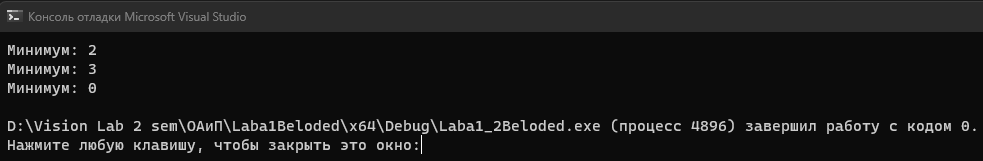 Консоль отладки Microsoft Visual Studio
Минимум: 2
Минимум: 3
Минимум: 0
D:\Vision Lab 2 sem\ОАиП\Laba1Beloded\x64\Debug\Laba1_2Beloded.exe (процесс 4896) завершил работу с кодом 0.
Нажмите любую клавишу, чтобы закрыть это окно: